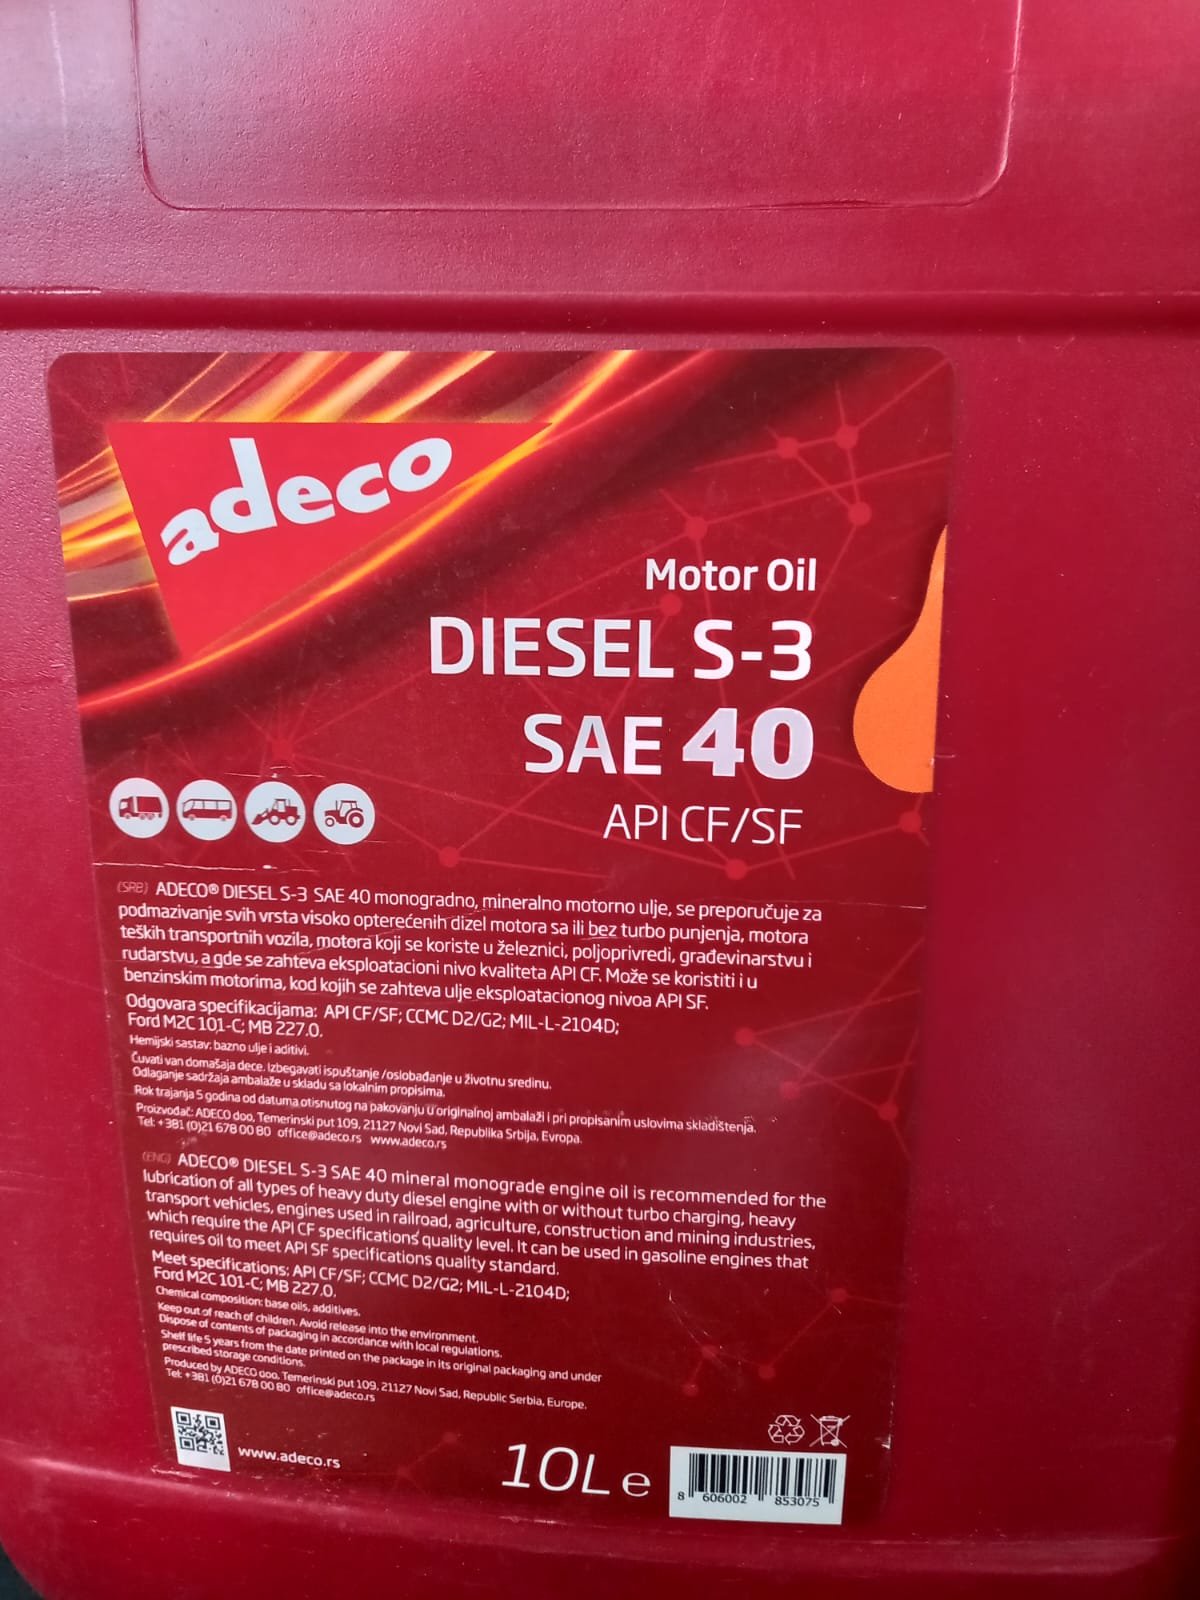 adeco
Motor Oil
DIESEL S-3
SAE 40
API CF/SF
(SRB) ADECO® DIESEL S-3 SAE 40 monogradno, mineralno motorno ulje, se preporučuje za
podmazivanje svih vrsta visoko opterećenih dizel motora sa ili bez turbo punjenja, motora
teških transportnih vozila, motora koji se koriste u železnici, poljoprivredi, građevinarstvu i
rudarstvu, a gde se zahteva eksploatacioni nivo kvaliteta API CF. Može se koristiti i u
benzinskim motorima, kod kojih se zahteva ulje eksploatacionog nivoa API SF.
Odgovara specifikacijama: API CF/SF; CCMC D2/G2; MIL-L-2104D;
Ford M2C 101-C; MB 227.0.
Hemijski sastav: bazno ulje i aditivi.
Čuvati van domašaja dece. Izbegavati ispuštanje /oslobađanje u životnu sredinu.
Odlaganje sadržaja ambalaže u skladu sa lokalnim propisima.
Rok trajanja 5 godina od datuma otisnutog na pakovanju u originalnoj ambalaži i pri propisanim uslovima skladištenja.
Proizvođač: ADECO doo, Temerinski put 109, 21127 Novi Sad, Republika Srbija, Evropa.
Tel: +381 (0)21 678 00 80 office@adeco.rs www.adeco.rs
(ENG) ADECO® DIESEL S-3 SAE 40 mineral monograde engine oil is recommended for the
lubrication of all types of heavy duty diesel engine with or without turbo charging, heavy
transport vehicles, engines used in railroad, agriculture, construction and mining industries,
which require the API CF specifications' quality level. It can be used in gasoline engines that
requires oil to meet API SF specifications quality standard.
Meet specifications: API CF/SF; CCMC D2/G2; MIL-L-2104D;
Ford M2C 101-C; MB 227.0.
Chemical composition: base oils, additives.
Keep out of reach of children. Avoid release into the environment.
Dispose of contents of packaging in accordance with local regulations.
Shelf life 5 years from the date printed on the package in its original packaging and under
prescribed storage conditions.
Produced by ADECO doo, Temerinski put 109, 21127 Novi Sad, Republic Serbia, Europe.
Tel: +381 (0)21 678 00 80 office@adeco.rs
www.adeco.rs
10L e
8 606002 853075